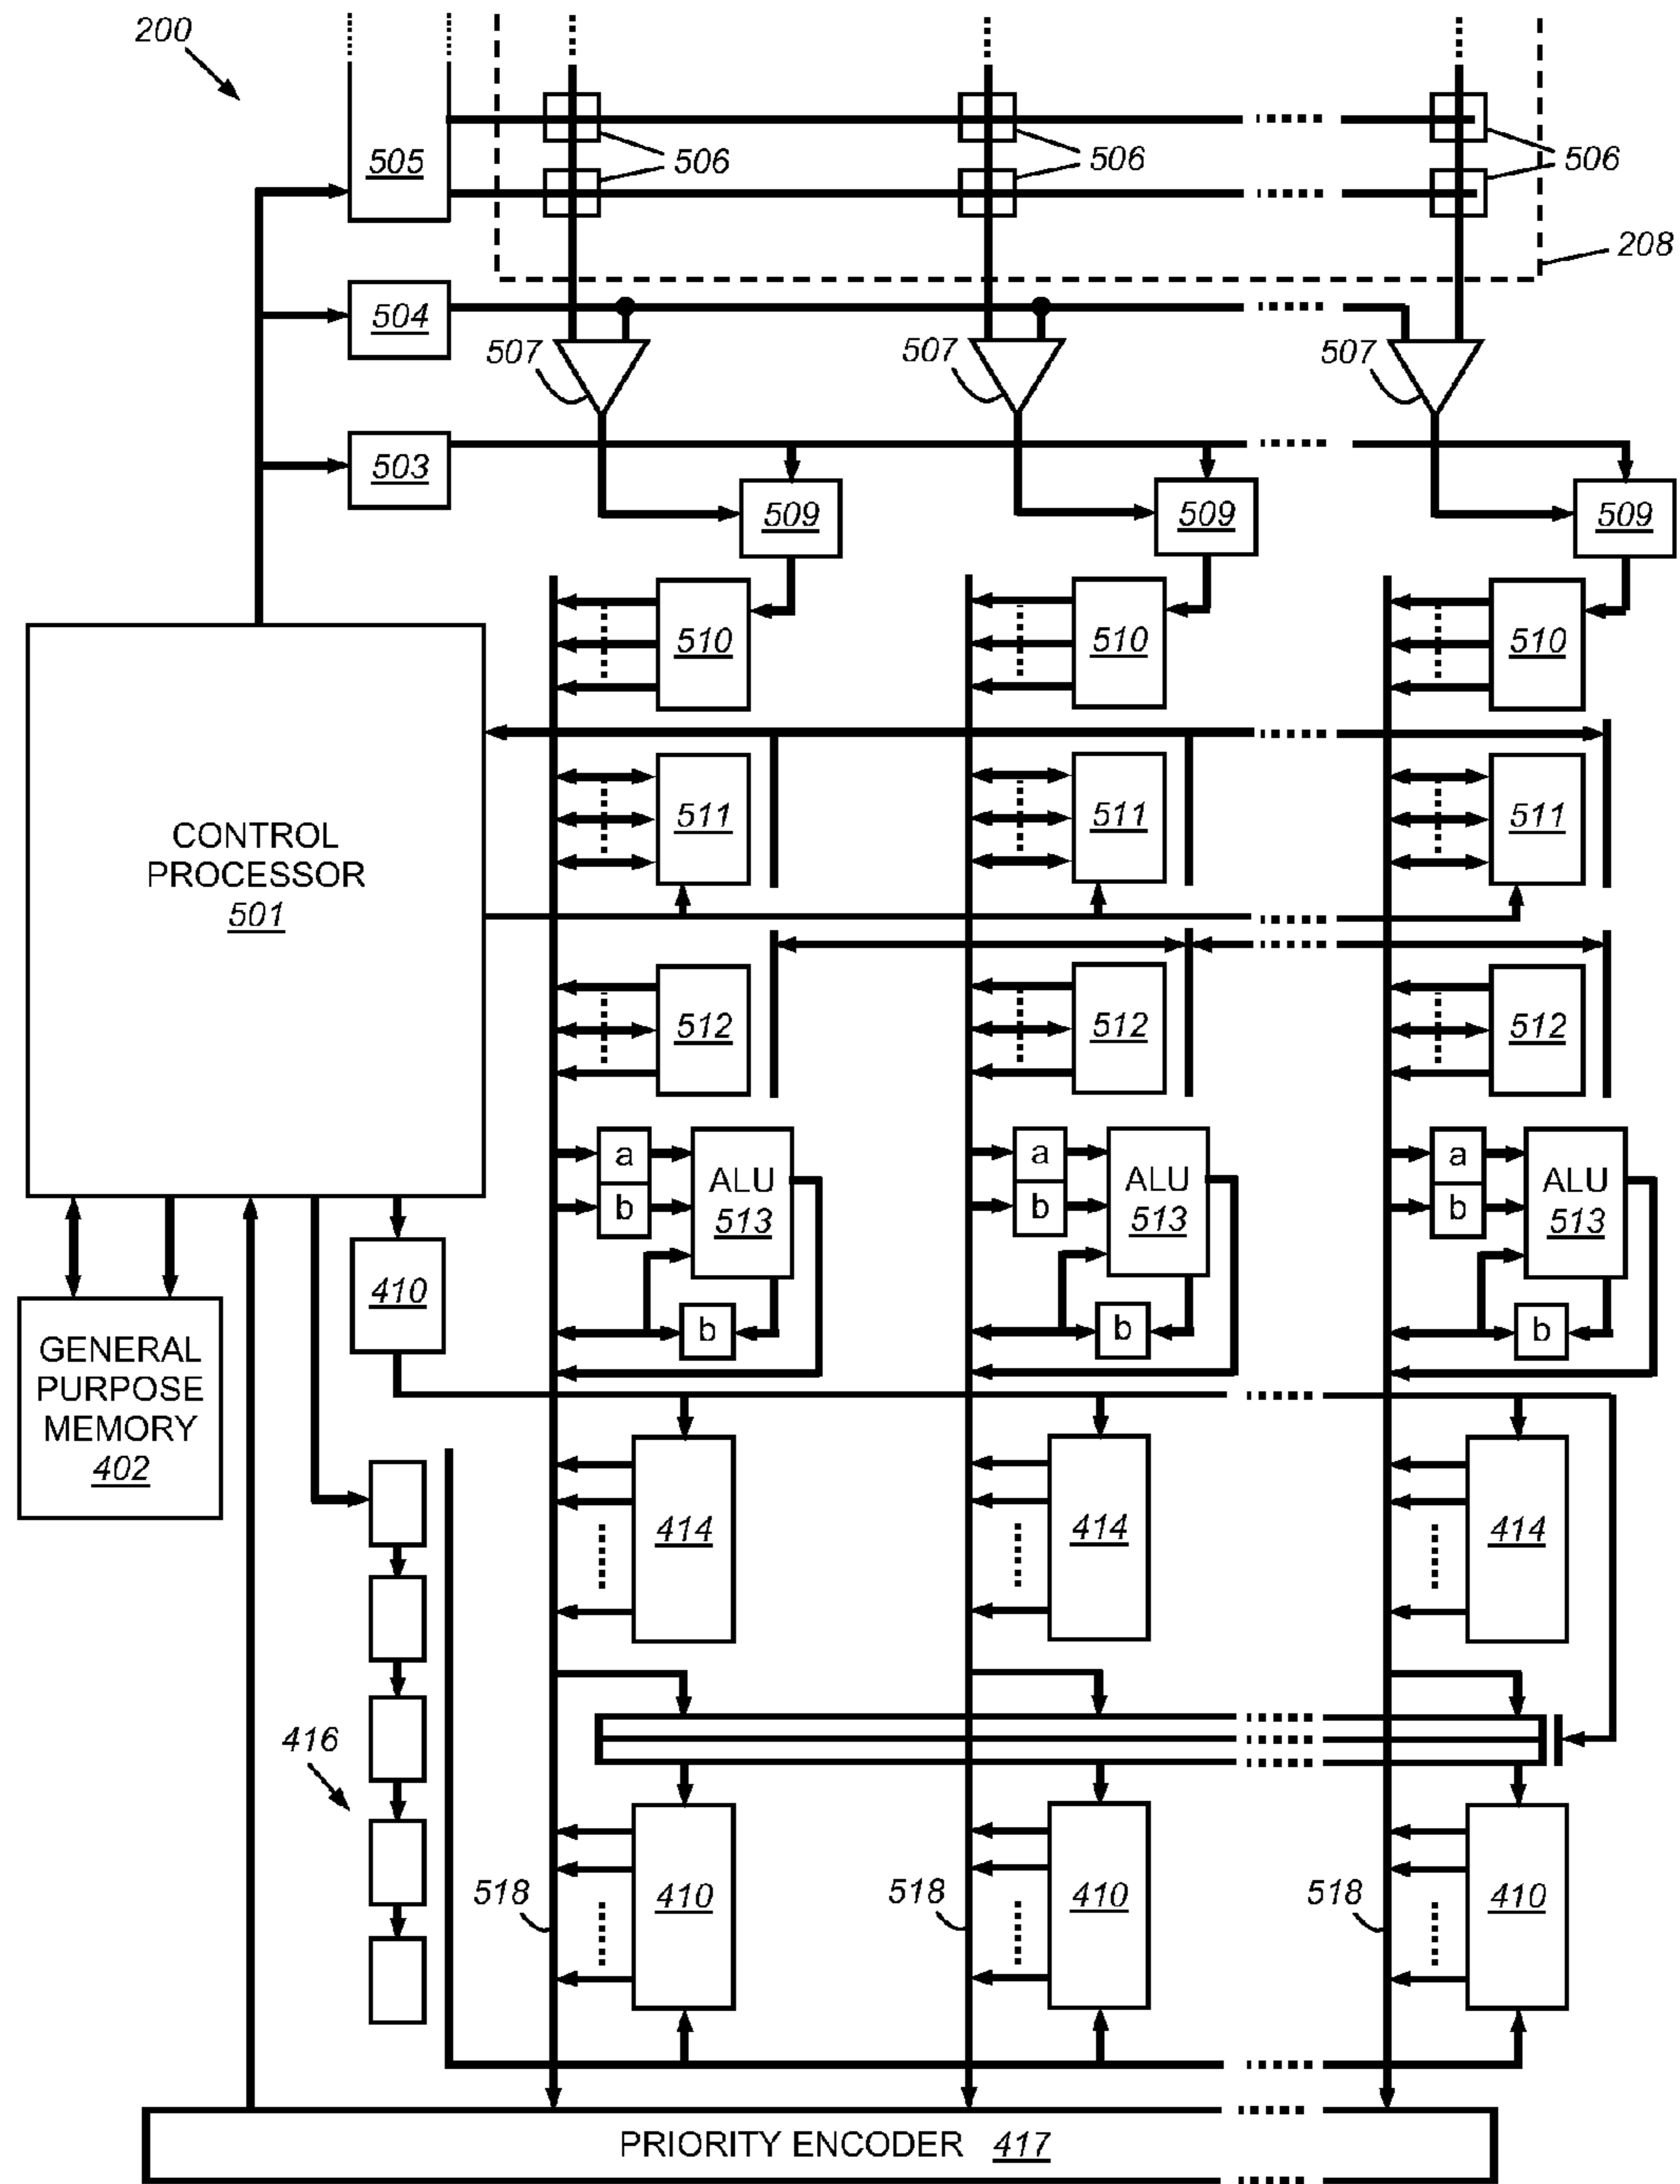 200
505
506
506
506
208
504
507
507
507
503
509
509
509
510
510
510
CONTROL
PROCESSOR
501
511
511
511
512
512
512
a
b
ALU
513
b
a
b
ALU
513
b
a
b
ALU
513
b
410
GENERAL
PURPOSE
MEMORY
402
414
414
414
416
518
410
518
410
518
410
PRIORITY ENCODER 417